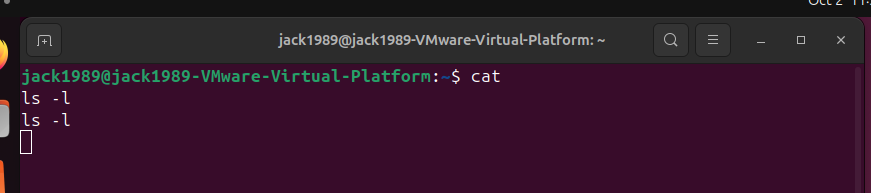 Oct 2
jack1989@jack1989-VMware-Virtual-Platform: ~
jack1989@jack1989-VMware-Virtual-Platform:~$ cat
ls -l
ls -l